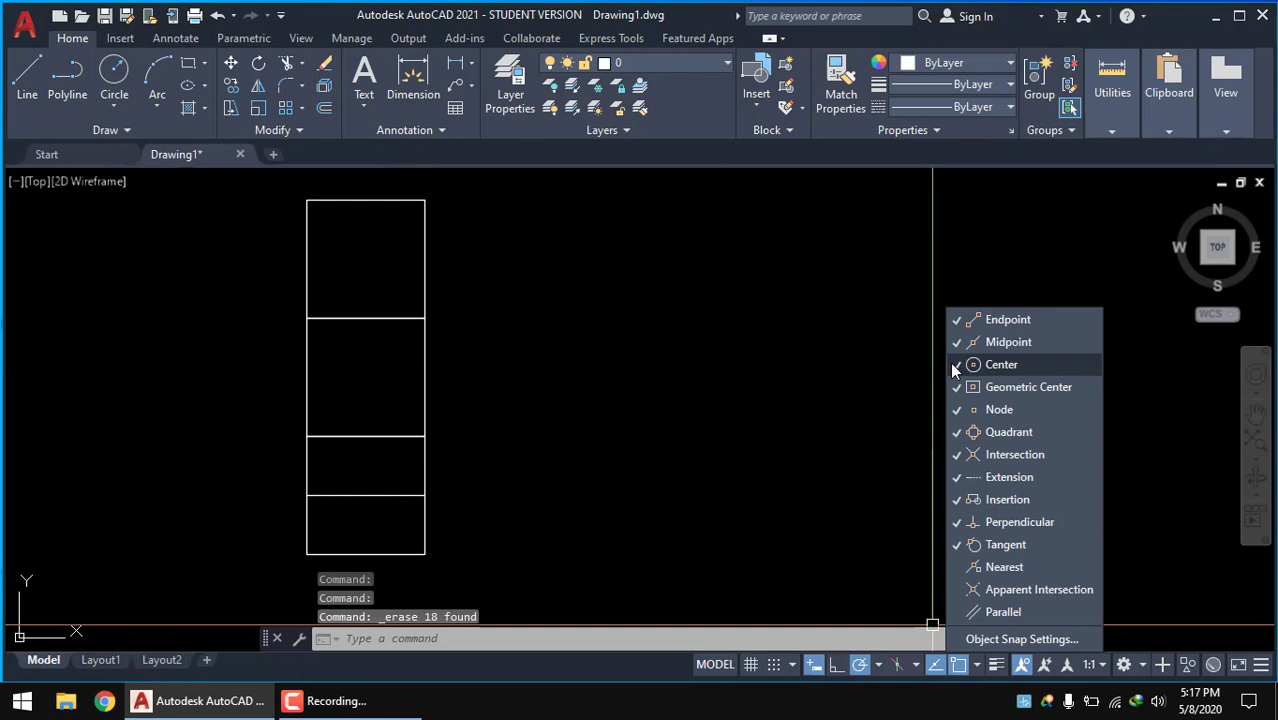 Autodesk AutoCAD 2021 - STUDENT VERSION Drawing1.dwg
Type a keyword or phrase
Sign In
Home Insert Annotate Parametric View Manage Output Add-ins Collaborate Express Tools Featured Apps
Line Polyline Circle Arc
Draw
Modify
Text Dimension
Annotation
Layer
Properties
0
Layers
Insert
Block
Match
Properties
ByLayer
ByLayer
ByLayer
Properties
Group
Groups
Utilities
Clipboard
View
Start Drawing1*
[−][Top][2D Wireframe]
N
W TOP E
S
WCS
Endpoint
Midpoint
Center
Geometric Center
Node
Quadrant
Intersection
Extension
Insertion
Perpendicular
Tangent
Nearest
Apparent Intersection
Parallel
Object Snap Settings...
Y
X
Command:
Command:
Command: _erase 18 found
Type a command
Model Layout1 Layout2
MODEL
1:1
Autodesk AutoCAD ...
Recording...
5:17 PM
5/8/2020